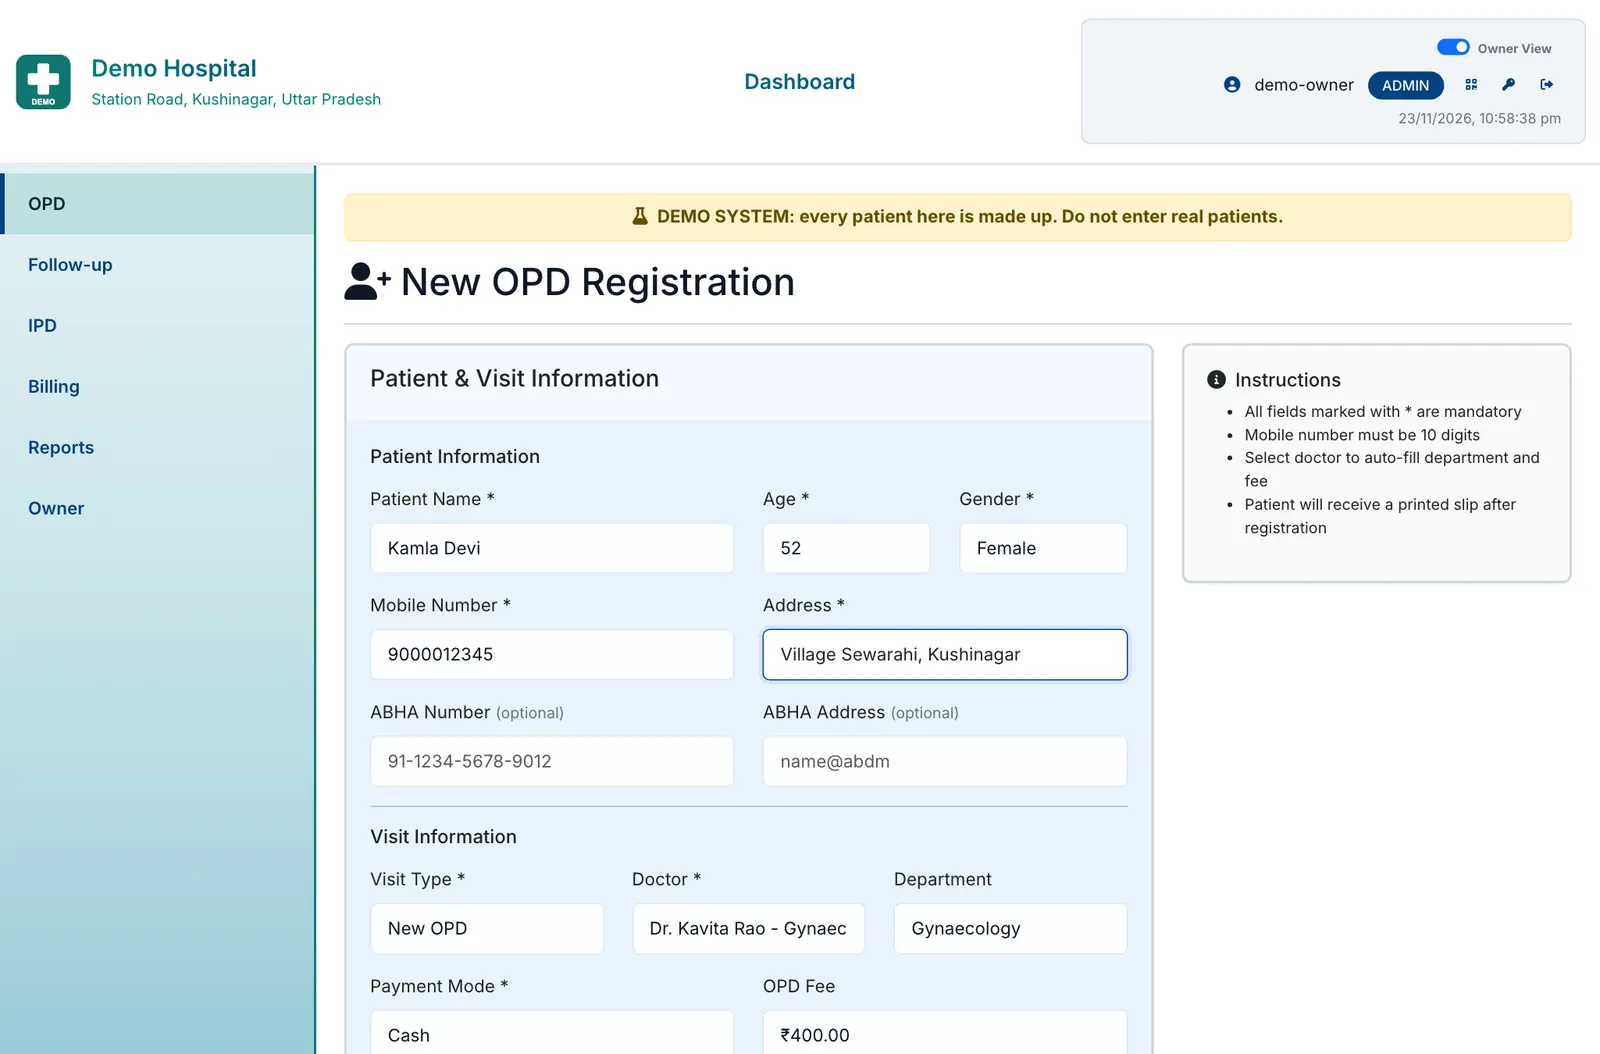 DEMO
Demo Hospital
Station Road, Kushinagar, Uttar Pradesh
Dashboard
Owner View
demo-owner
ADMIN
23/11/2026, 10:58:38 pm
OPD
Follow-up
IPD
Billing
Reports
Owner
DEMO SYSTEM: every patient here is made up. Do not enter real patients.
New OPD Registration
Patient & Visit Information
Patient Information
Patient Name *
Age *
Gender *
Kamla Devi
52
Female
Mobile Number *
Address *
9000012345
Village Sewarahi, Kushinagar
ABHA Number (optional)
ABHA Address (optional)
91-1234-5678-9012
name@abdm
Visit Information
Visit Type *
Doctor *
Department
New OPD
Dr. Kavita Rao - Gynaec
Gynaecology
Payment Mode *
OPD Fee
Cash
₹400.00
Instructions
• All fields marked with * are mandatory
• Mobile number must be 10 digits
• Select doctor to auto-fill department and
fee
• Patient will receive a printed slip after
registration